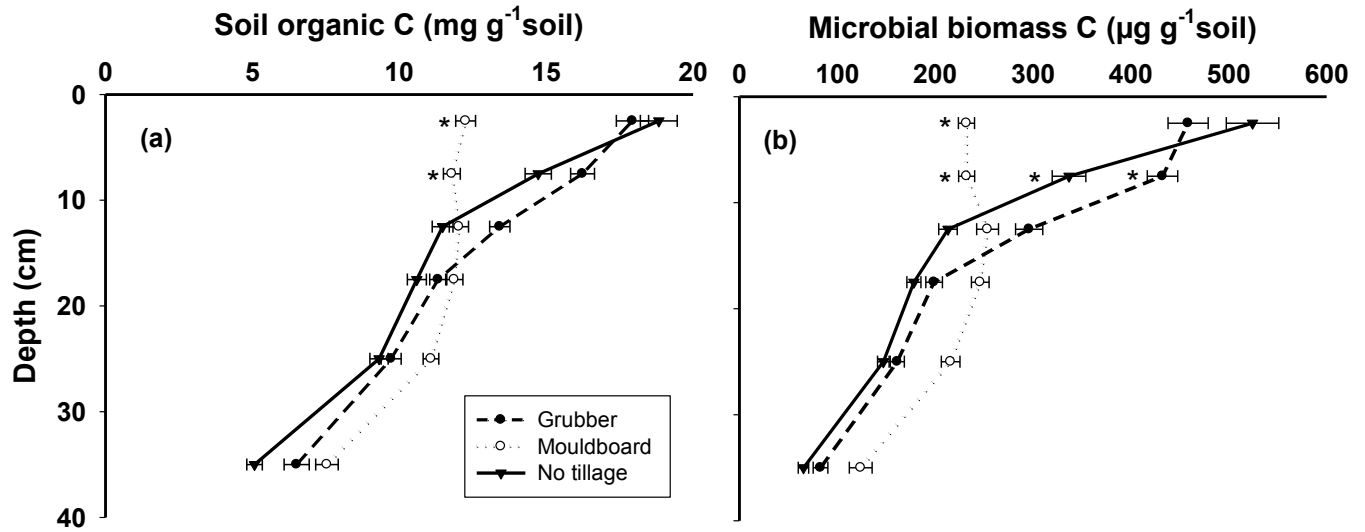 Soil organic C (mg g⁻¹soil)
Microbial biomass C (µg g⁻¹soil)
0 5 10 15 20
0 100 200 300 400 500 600
0
10
20
30
40
Depth (cm)
(a)
(b)
*
*
*
*
*
*
Grubber
Mouldboard
No tillage